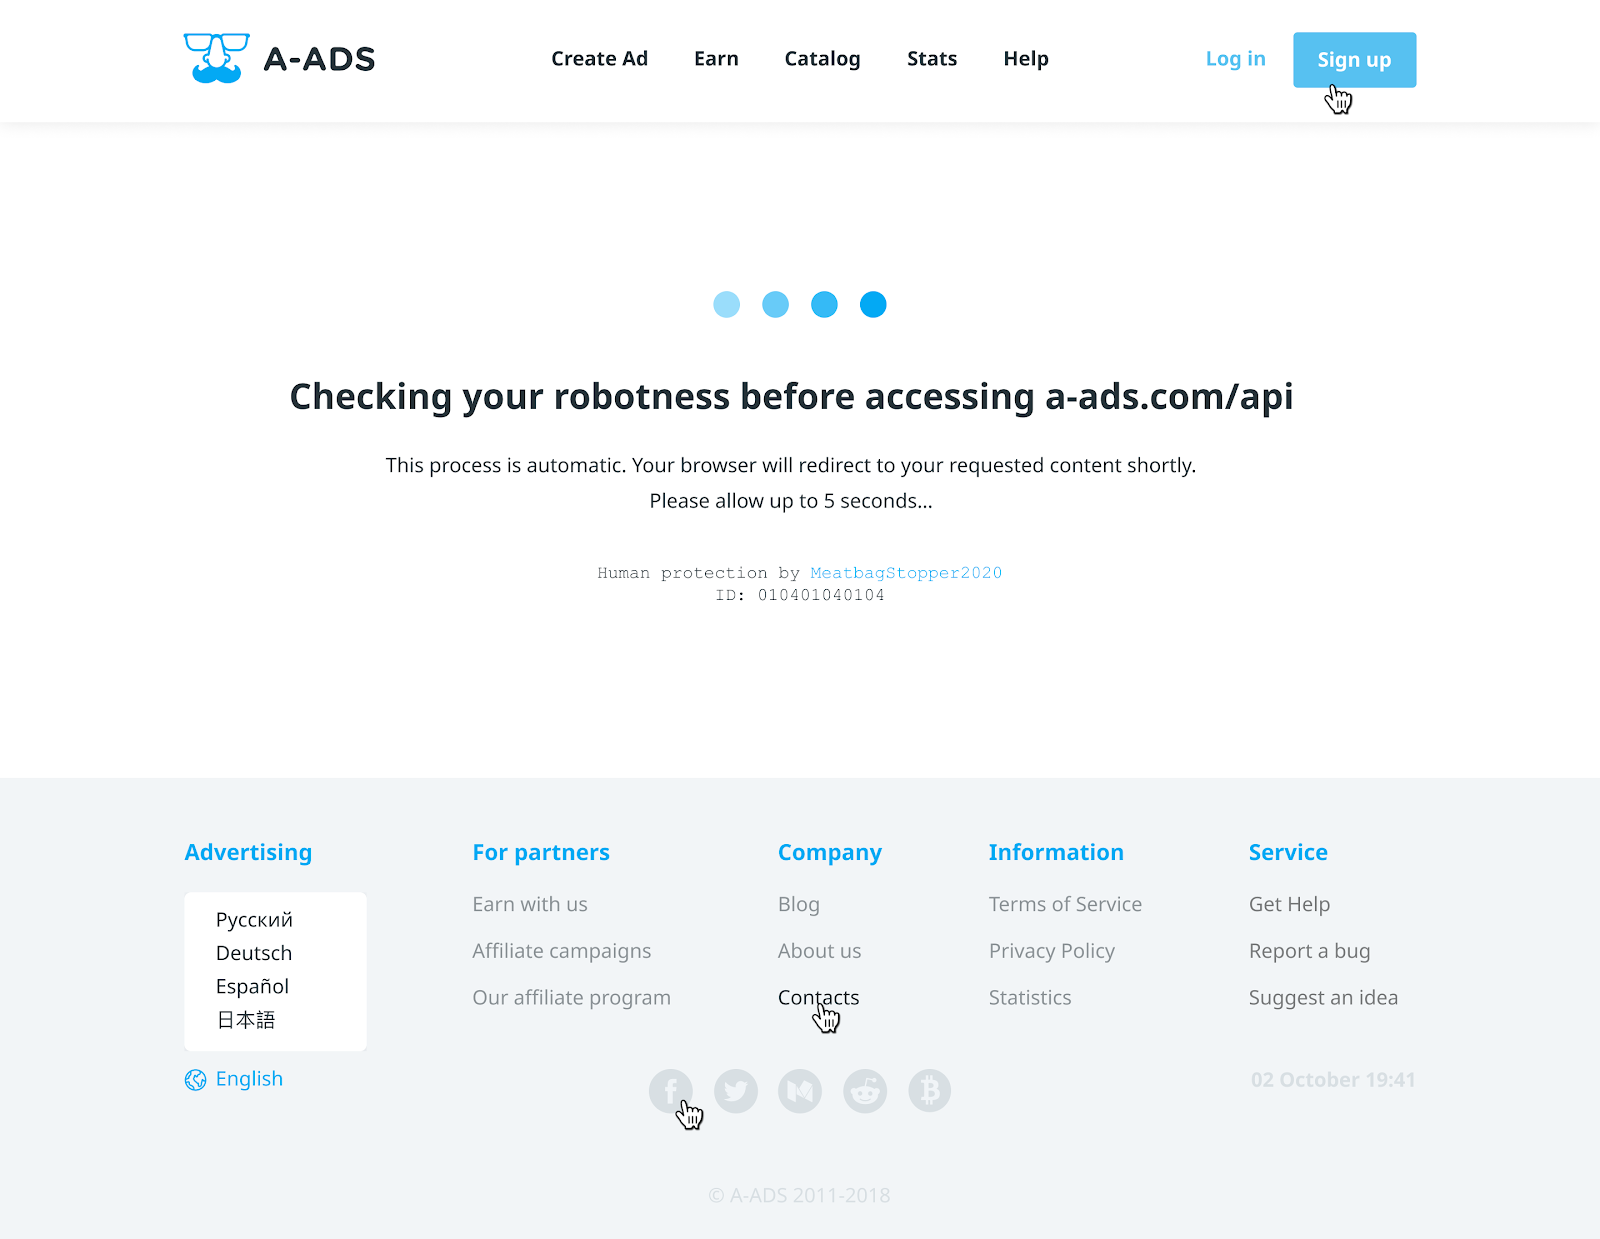 A-ADS
Create Ad
Earn
Catalog
Stats
Help
Log in
Sign up
Checking your robotness before accessing a-ads.com/api
This process is automatic. Your browser will redirect to your requested content shortly.
Please allow up to 5 seconds...
Human protection by MeatbagStopper2020
ID: 010401040104
Advertising
Русский
Deutsch
Español
日本語
English
For partners
Earn with us
Affiliate campaigns
Our affiliate program
Company
Blog
About us
Contacts
Information
Terms of Service
Privacy Policy
Statistics
Service
Get Help
Report a bug
Suggest an idea
02 October 19:41
© A-ADS 2011-2018